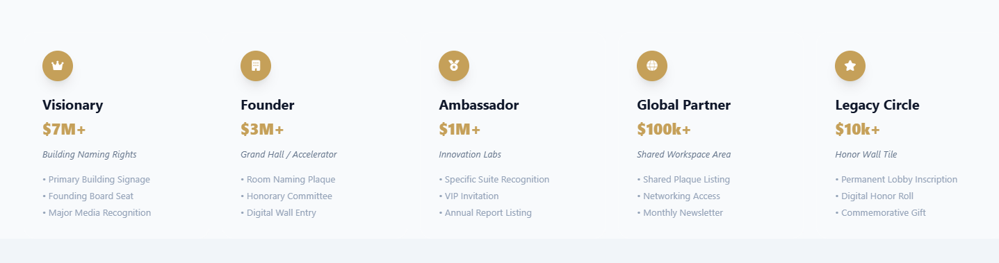 Visionary
$7M+
Building Naming Rights
• Primary Building Signage
• Founding Board Seat
• Major Media Recognition
Founder
$3M+
Grand Hall / Accelerator
• Room Naming Plaque
• Honorary Committee
• Digital Wall Entry
Ambassador
$1M+
Innovation Labs
• Specific Suite Recognition
• VIP Invitation
• Annual Report Listing
Global Partner
$100k+
Shared Workspace Area
• Shared Plaque Listing
• Networking Access
• Monthly Newsletter
Legacy Circle
$10k+
Honor Wall Tile
• Permanent Lobby Inscription
• Digital Honor Roll
• Commemorative Gift